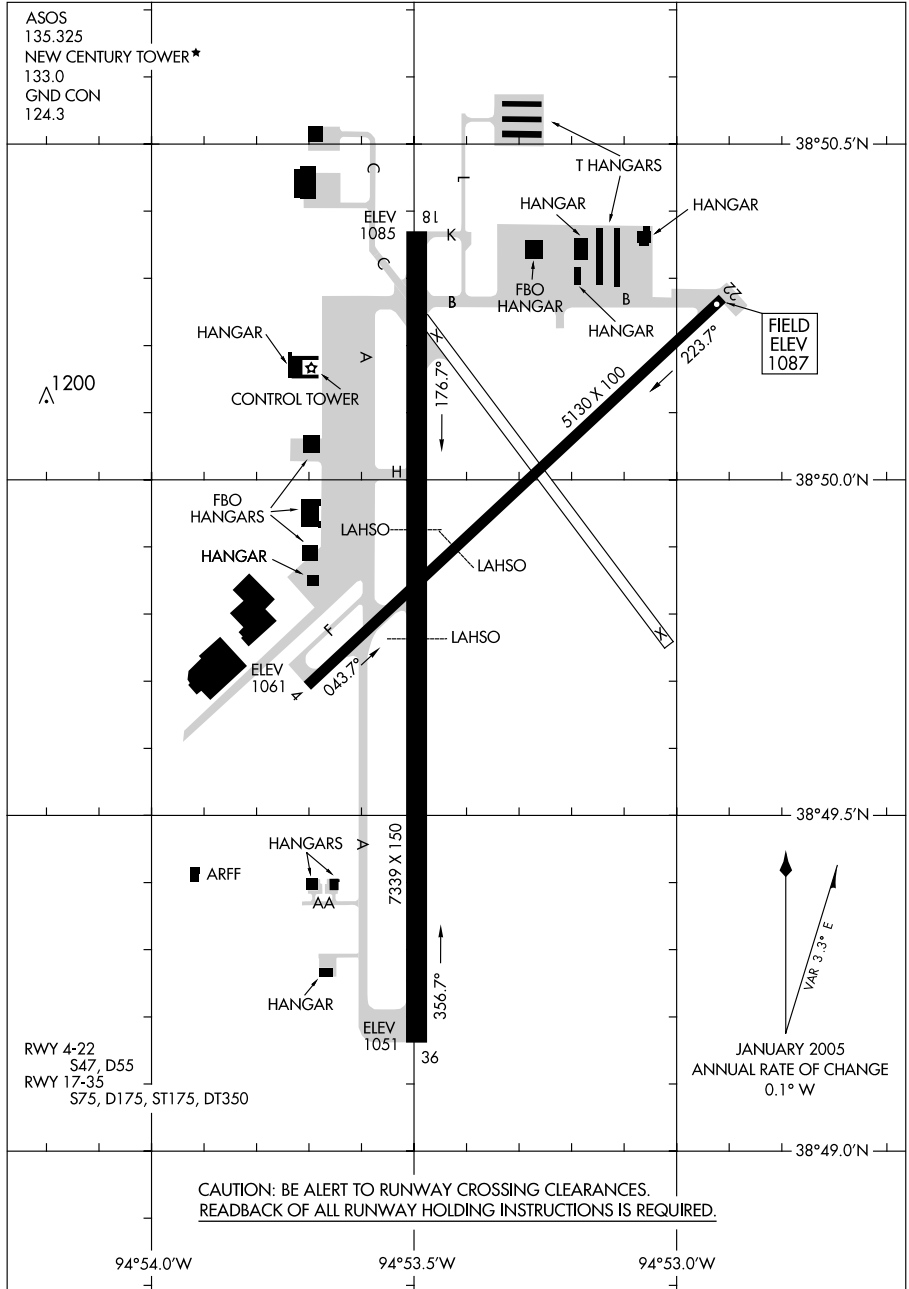 ASOS
135.325
NEW CENTURY TOWER★
133.0
GND CON
124.3
38°50.5'N
C
L
T HANGARS
HANGAR
HANGAR
ELEV
1085
18
K
C
FBO
HANGAR
B
B
HANGAR
22
FIELD
ELEV
1087
HANGAR
A
X
176.7°
223.7°
5130 X 100
1200
CONTROL TOWER
H
38°50.0'N
FBO
HANGARS
LAHSO
LAHSO
HANGAR
F
LAHSO
X
ELEV
1061
4
043.7°
38°49.5'N
7339 X 150
A
HANGARS
ARFF
AA
VAR 3.3° E
356.7°
HANGAR
ELEV
1051
36
RWY 4-22
S47, D55
RWY 17-35
S75, D175, ST175, DT350
JANUARY 2005
ANNUAL RATE OF CHANGE
0.1° W
38°49.0'N
CAUTION: BE ALERT TO RUNWAY CROSSING CLEARANCES.
READBACK OF ALL RUNWAY HOLDING INSTRUCTIONS IS REQUIRED.
94°54.0'W
94°53.5'W
94°53.0'W